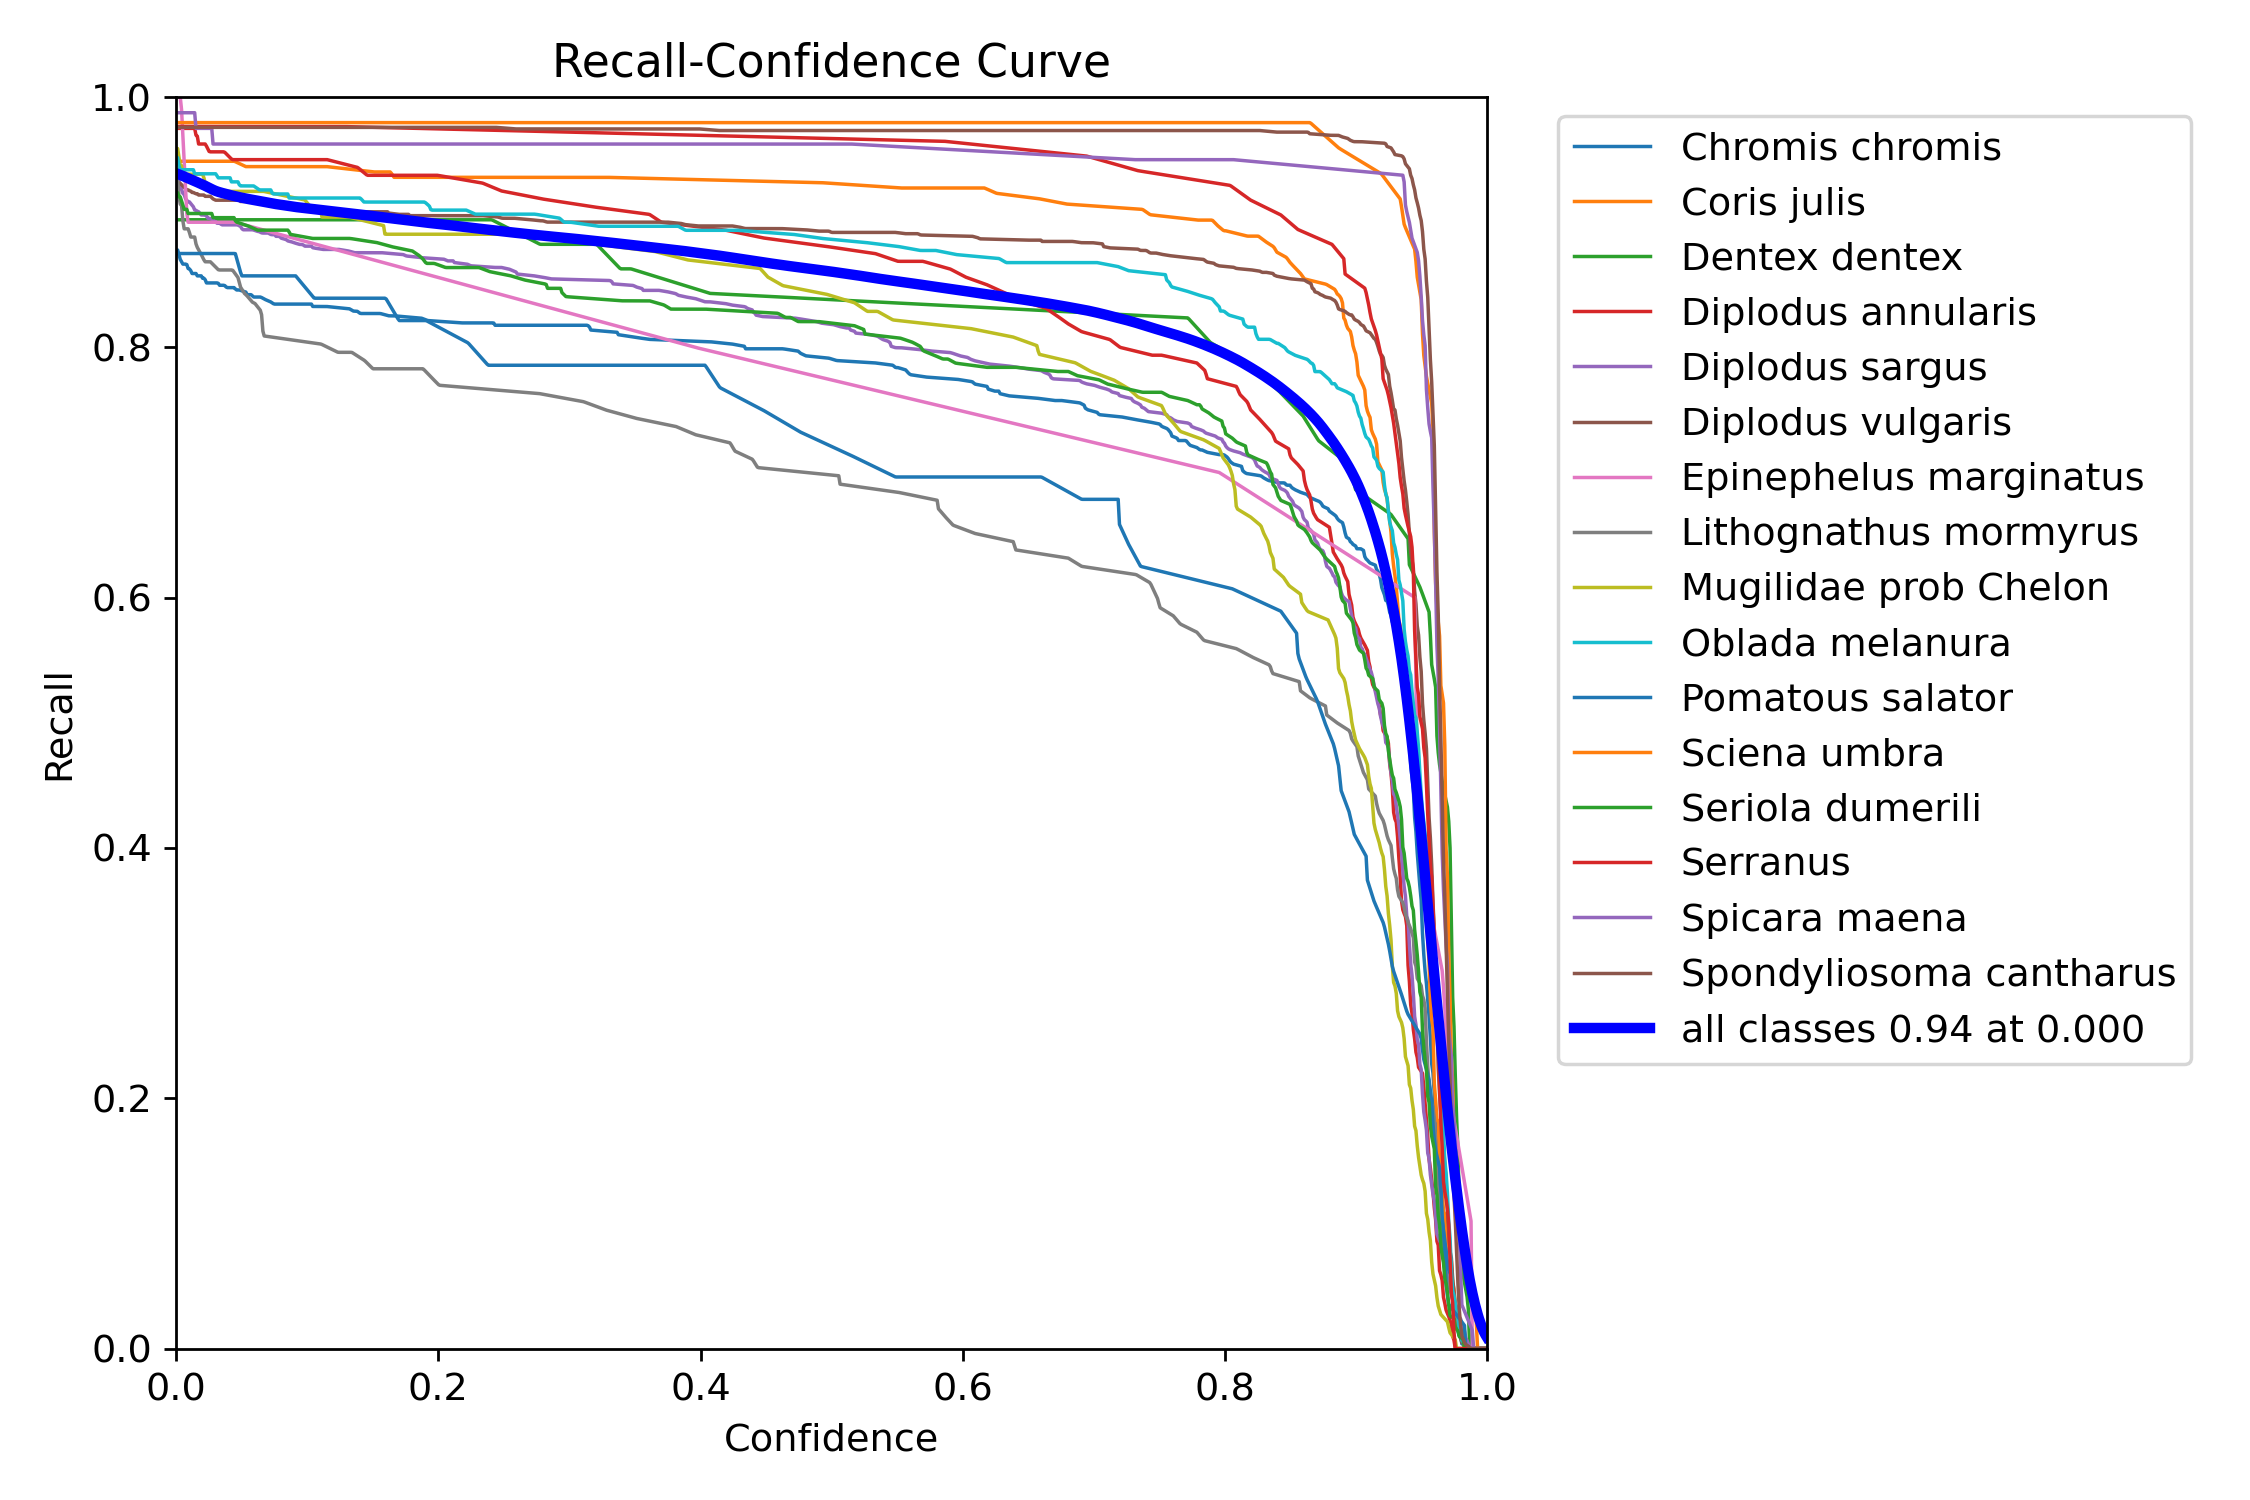 Recall-Confidence Curve
1.0
0.8
0.6
0.4
0.2
0.0
Recall
0.0 0.2 0.4 0.6 0.8 1.0
Confidence
Chromis chromis
Coris julis
Dentex dentex
Diplodus annularis
Diplodus sargus
Diplodus vulgaris
Epinephelus marginatus
Lithognathus mormyrus
Mugilidae prob Chelon
Oblada melanura
Pomatous salator
Sciena umbra
Seriola dumerili
Serranus
Spicara maena
Spondyliosoma cantharus
all classes 0.94 at 0.000